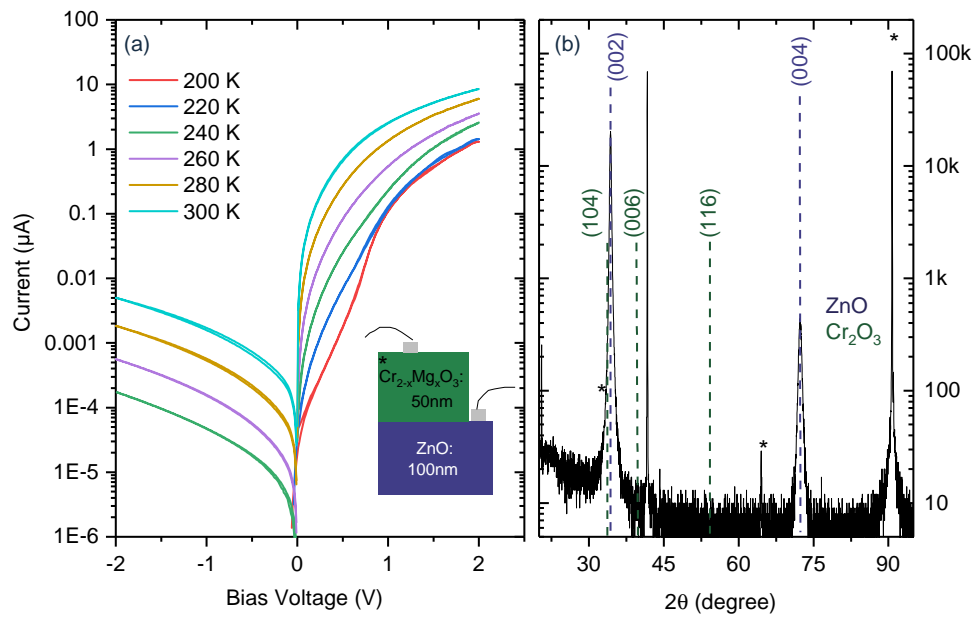 (a)
100
10
1
0.1
0.01
0.001
1E-4
1E-5
1E-6
Current (µA)
200 K
220 K
240 K
260 K
280 K
300 K
*
Cr₂₋ₓMgₓO₃:
50nm
ZnO:
100nm
-2
-1
0
1
2
Bias Voltage (V)
(b)
(002)
(004)
*
(104)
(006)
(116)
ZnO
Cr₂O₃
*
*
100k
10k
1k
100
10
30
45
60
75
90
2θ (degree)